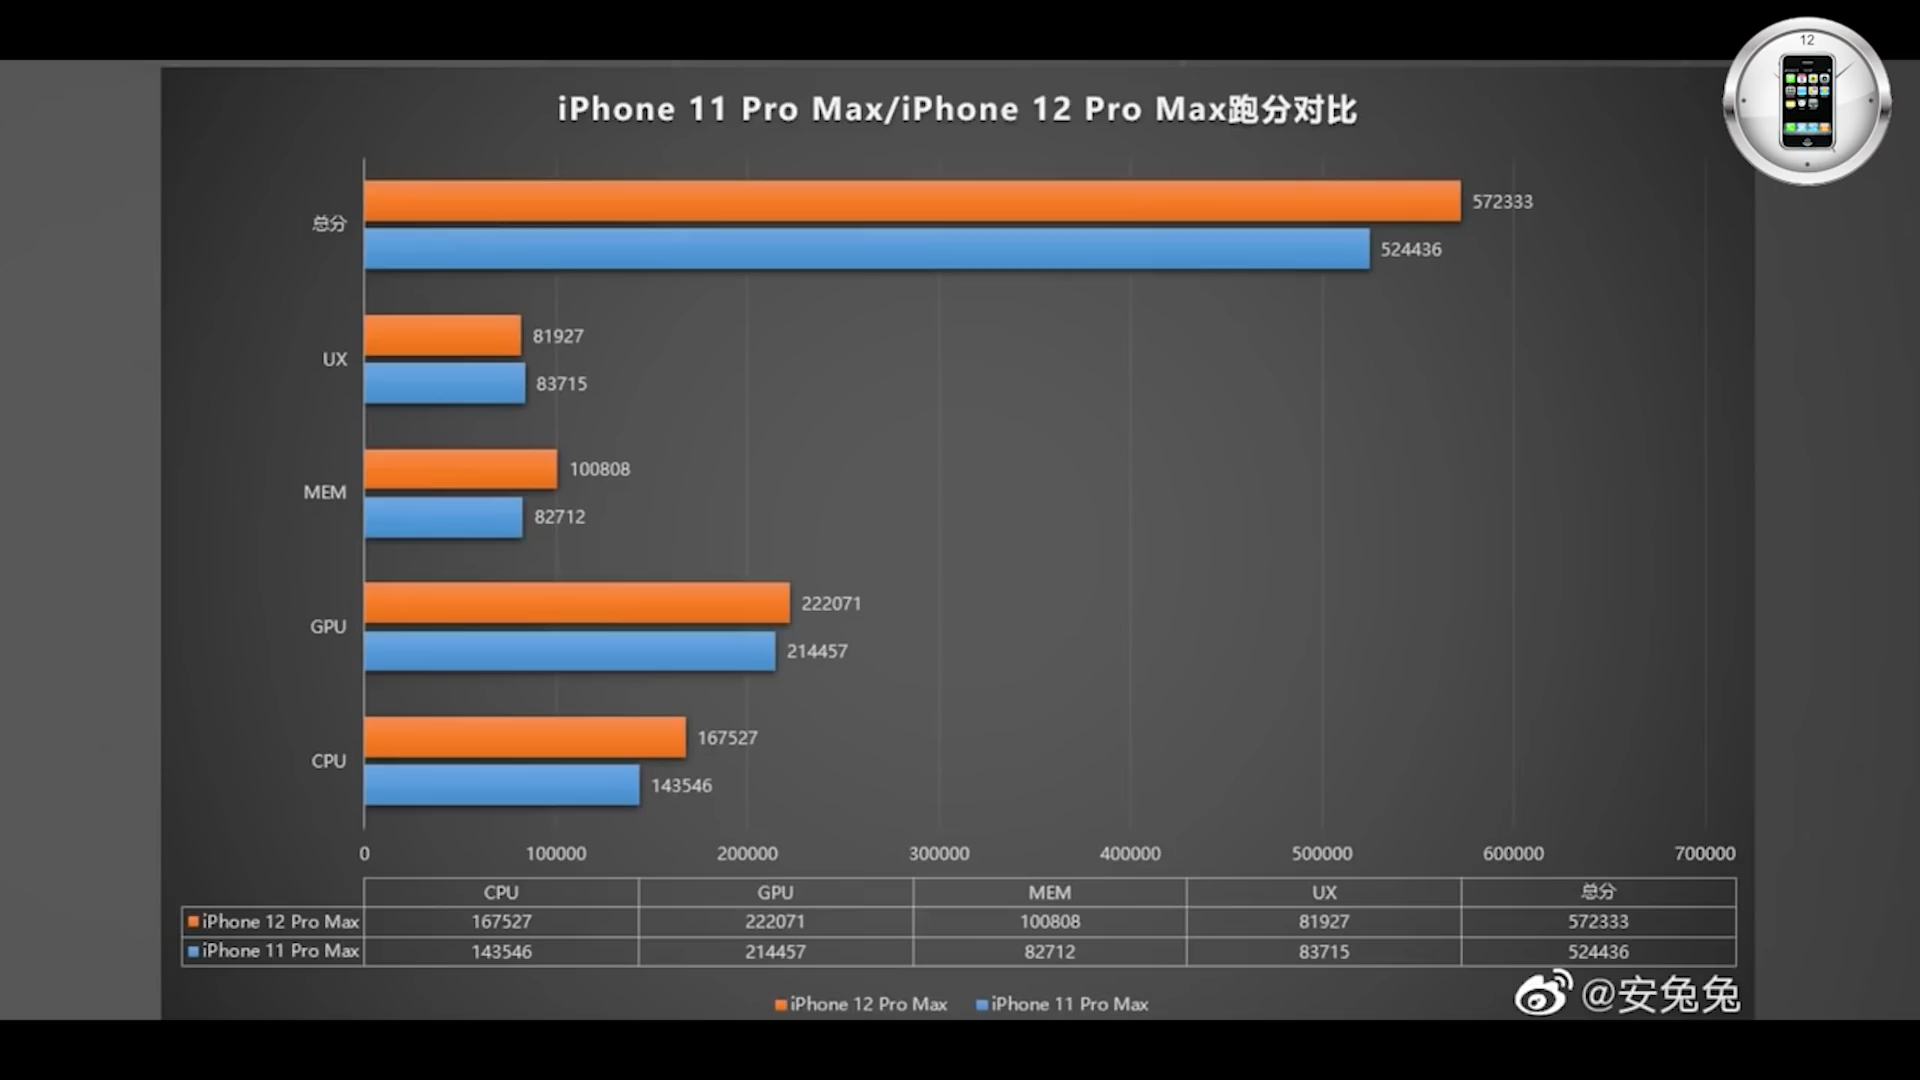 12
iPhone 11 Pro Max/iPhone 12 Pro Max跑分对比
总分
572333
524436
UX
81927
83715
MEM
100808
82712
GPU
222071
214457
CPU
167527
143546
0 100000 200000 300000 400000 500000 600000 700000
CPU GPU MEM UX 总分
iPhone 12 Pro Max 167527 222071 100808 81927 572333
iPhone 11 Pro Max 143546 214457 82712 83715 524436
iPhone 12 Pro Max iPhone 11 Pro Max
@安兔兔